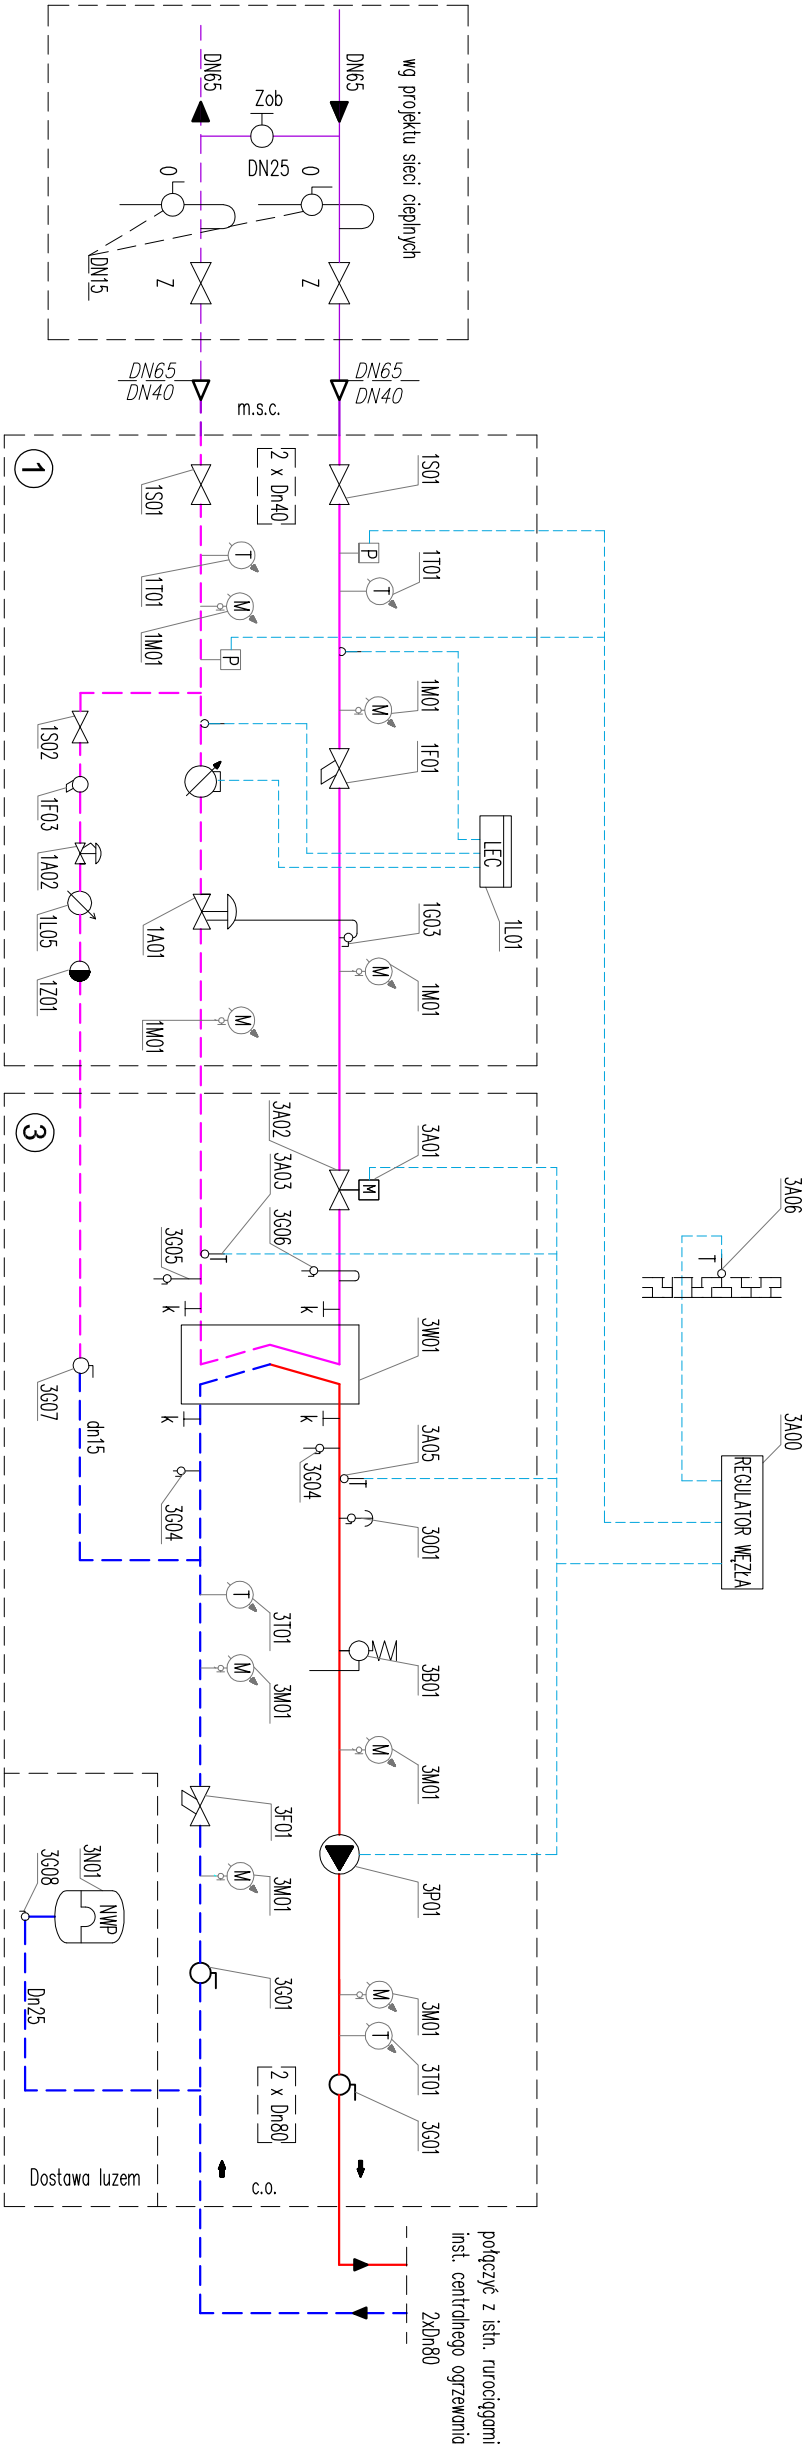 wg projektu sieci cieplnych
DN65
DN65
Zob
DN25
O
O
DN15
Z
Z
DN65
DN40
DN65
DN40
m.s.c.
1
2 x Dn40
1S01
1S01
P
T
1T01
T
1T01
M
1M01
P
M
1M01
1F01
1S02
1F03
1A02
1L05
1Z01
LEC
1L01
1A01
1G03
M
1M01
M
1M01
3
3A02
3A01
M
3A03
T
3G05
3G06
k
k
3W01
k
k
3G07
dn15
3G04
3G04
3A05
T
3O01
3A06
T
3A00
REGULATOR WĘZŁA
T
3T01
M
3M01
3B01
M
3M01
3F01
M
3M01
3P01
3N01
NWP
3G08
Dn25
3G01
M
3M01
T
3T01
3G01
2 x Dn80
c.o.
Dostawa luzem
połączyć z istn. rurociągami
inst. centralnego ogrzewania
2xDn80